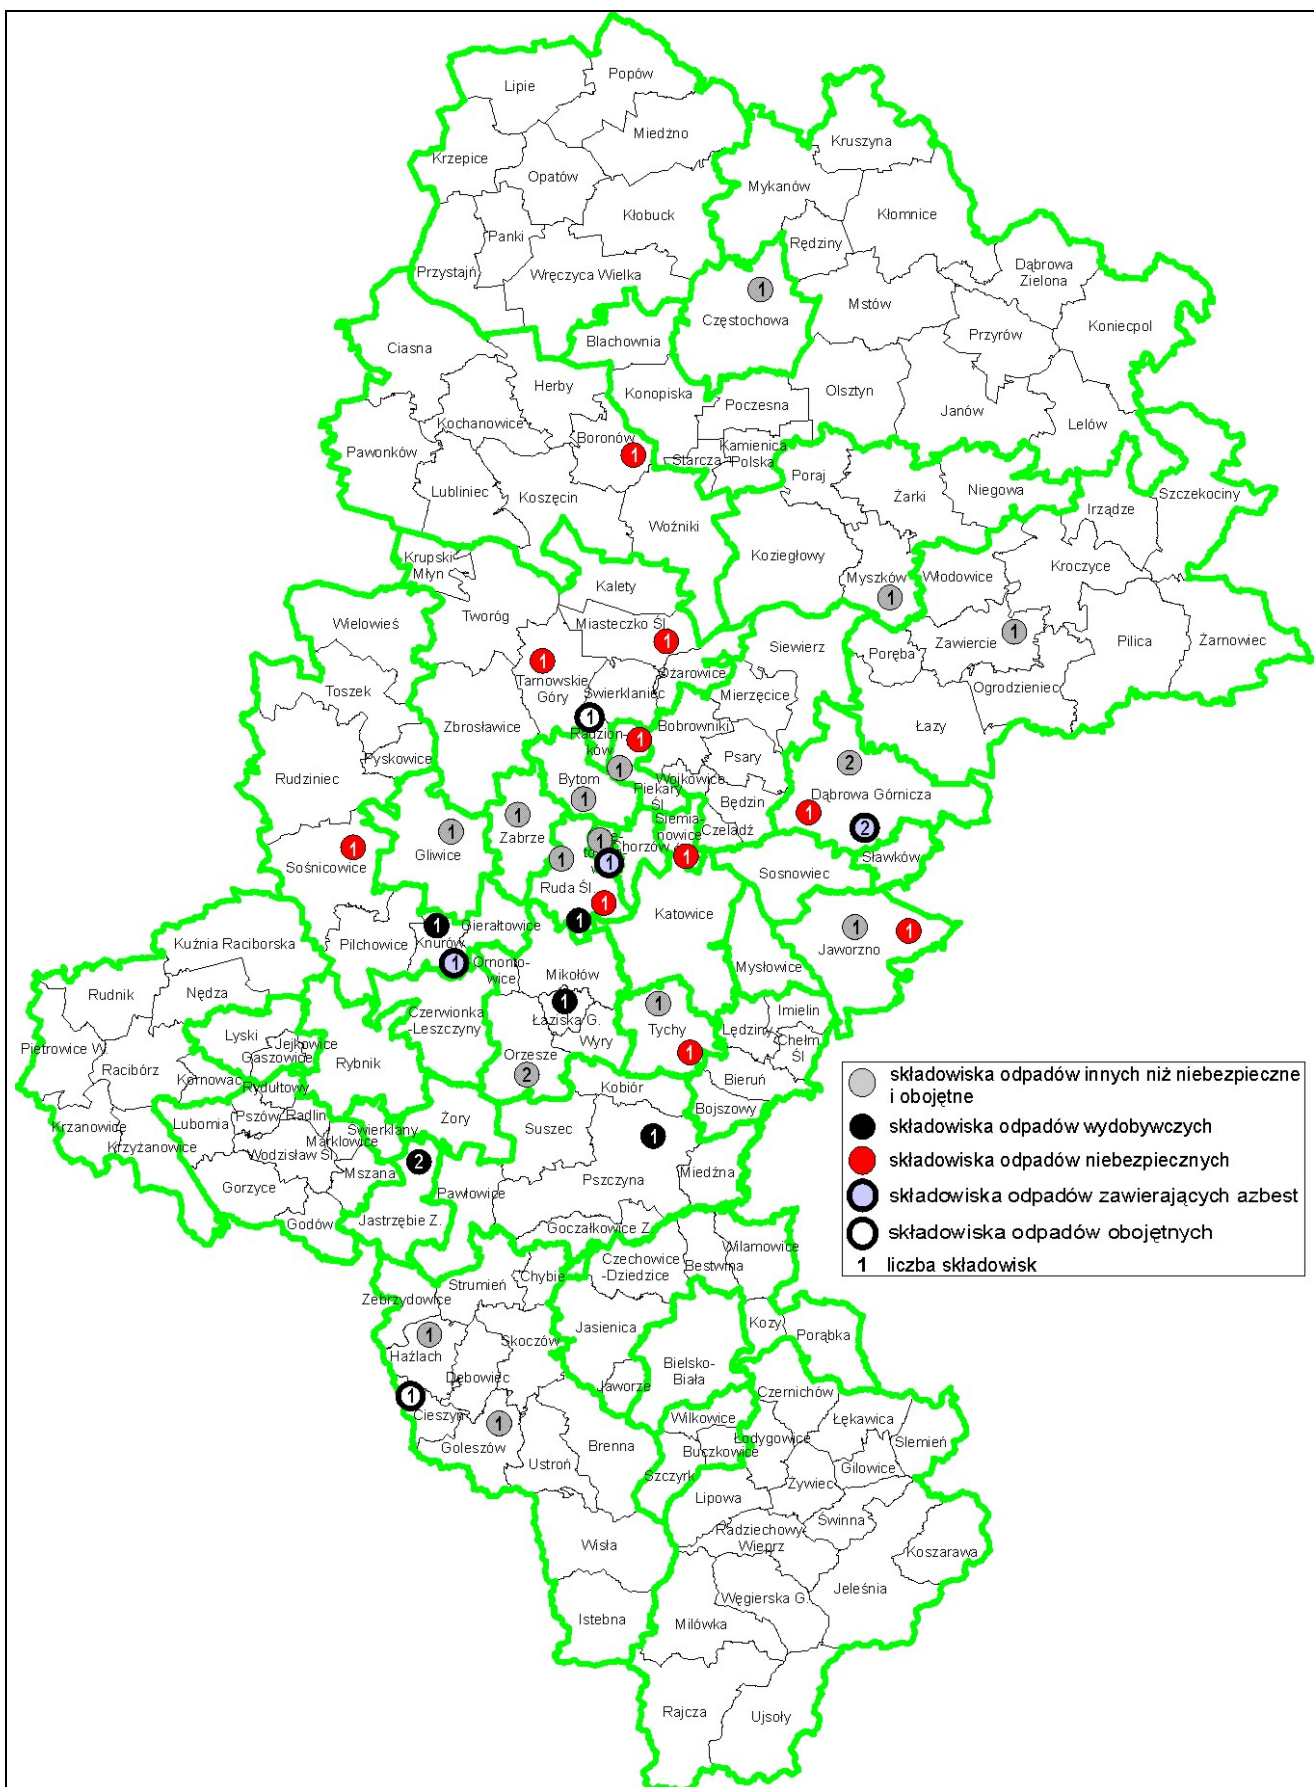 Popów
Lipie
Miedźno
Kruszyna
Krzepice
Opatów
Mykanów
Kłobuck
Kłomnice
Panki
Rędziny
Przystajń
Wręczyca Wielka
Dąbrowa
Zielona
1
Mstów
Częstochowa
Koniecpol
Przyrów
Blachownia
Ciasna
Herby
Konopiska
Olsztyn
Poczesna
Janów
Kochanowice
Lelów
Boronów
Kamienica
Polska
Pawonków
1
Starcza
Poraj
Szczekociny
Lubliniec
Koszęcin
Żarki
Niegowa
Irządze
Woźniki
Koziegłowy
Krupski
Młyn
Kroczyce
Myszków
Włodowice
Kalety
1
Tworóg
Wielowieś
Miasteczko Śl.
1
1
Zawiercie
Pilica
Żarnowiec
Siewierz
Poręba
1
Tarnowskie
Góry
Ożarowice
Świerklaniec
Mierzęcice
Ogrodzieniec
Toszek
1
Zbrosławice
Bobrowniki
Łazy
Radzion-
ków
1
Pyskowice
Psary
2
Rudziniec
1
Bytom
Wojkowice
Piekary
Śl.
Dąbrowa Górnicza
1
Będzin
1
Zabrze
1
Siemia-
nowice
Czeladź
2
1
Gliwice
1
Chorzów
1
1
1
Sławków
1
Sośnicowice
Sosnowiec
Ruda Śl.
1
Katowice
1
1
Gierałtowice
1
1
Knurów
Jaworzno
Kuźnia Raciborska
Pilchowice
1
Ornonto-
wice
Mikołów
Mysłowice
Rudnik
Nędza
1
Łaziska G.
1
Tychy
Imielin
Czerwionka
-Leszczyny
Lędziny
Chełm
Śl
Lyski
Jejkowice
Gaszowice
Wyry
1
Pietrowice W.
Racibórz
Rybnik
Orzesze
2
Kornowac
Rydułtowy
Kobiór
Bieruń
Bojszowy
Krzanowice
Lubomia
Pszów
Radlin
Żory
Suszec
Krzyżanowice
Marklowice
Świerklany
1
Wodzisław Śl.
Mszana
2
Miedźna
Gorzyce
Pawłowice
Pszczyna
Godów
Jastrzębie Z.
Goczałkowice Z.
Wilamowice
Czechowice
-Dziedzice
Bestwina
Chybie
Strumień
Zebrzydowice
Kozy
Porąbka
1
Skoczów
Jasienica
Haźlach
Bielsko-
Biała
Dębowiec
Jaworze
1
Czernichów
Cieszyn
1
Wilkowice
Łękawica
Łodygowice
Ślemień
Goleszów
Brenna
Buczkowice
Gilowice
Ustroń
Szczyrk
Żywiec
Lipowa
Świnna
Radziechowy-
Wieprz
Wisła
Koszarawa
Jeleśnia
Węgierska G.
Istebna
Milówka
Rajcza
Ujsoły
składowiska odpadów innych niż niebezpieczne
i obojętne
składowiska odpadów wydobywczych
składowiska odpadów niebezpiecznych
składowiska odpadów zawierających azbest
składowiska odpadów obojętnych
1 liczba składowisk